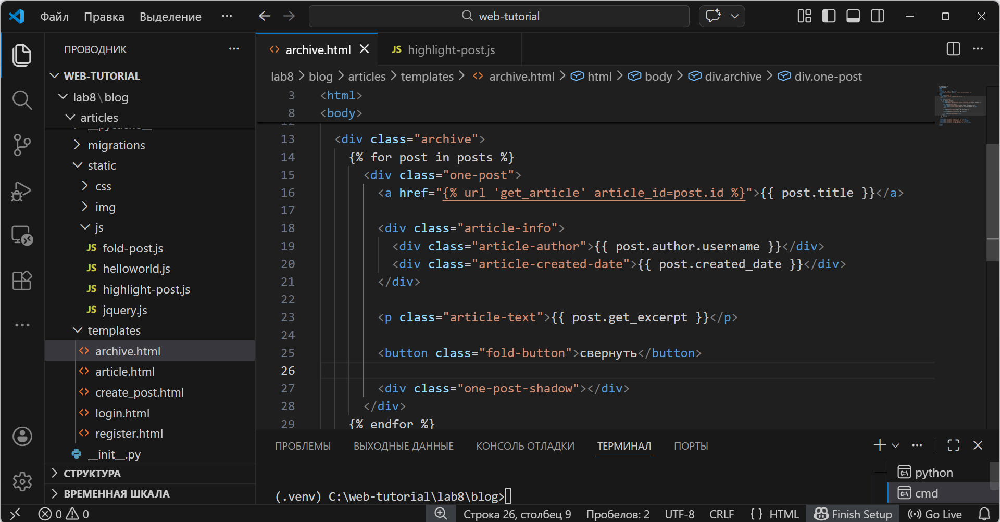 Файл Правка Выделение ··· web-tutorial
ПРОВОДНИК ···
WEB-TUTORIAL
lab8\blog
articles
__pycache__
migrations
static
css
img
js
JS fold-post.js
JS helloworld.js
JS highlight-post.js
JS jquery.js
templates
<> archive.html
<> article.html
<> create_post.html
<> login.html
<> register.html
__init__.py
СТРУКТУРА
ВРЕМЕННАЯ ШКАЛА
<> archive.html JS highlight-post.js
lab8 > blog > articles > templates > <> archive.html > html > body > div.archive > div.one-post
3 <html>
8 <body>
12
13 <div class="archive">
14 {% for post in posts %}
15 <div class="one-post">
16 <a href="{% url 'get_article' article_id=post.id %}">{{ post.title }}</a>
17
18 <div class="article-info">
19 <div class="article-author">{{ post.author.username }}</div>
20 <div class="article-created-date">{{ post.created_date }}</div>
21 </div>
22
23 <p class="article-text">{{ post.get_excerpt }}</p>
24
25 <button class="fold-button">свернуть</button>
26
27 <div class="one-post-shadow"></div>
28 </div>
29 {% endfor %}
ПРОБЛЕМЫ ВЫХОДНЫЕ ДАННЫЕ КОНСОЛЬ ОТЛАДКИ ТЕРМИНАЛ ПОРТЫ
(.venv) C:\web-tutorial\lab8\blog>
python
cmd
0 0 Строка 26, столбец 9 Пробелов: 2 UTF-8 CRLF {} HTML Finish Setup Go Live